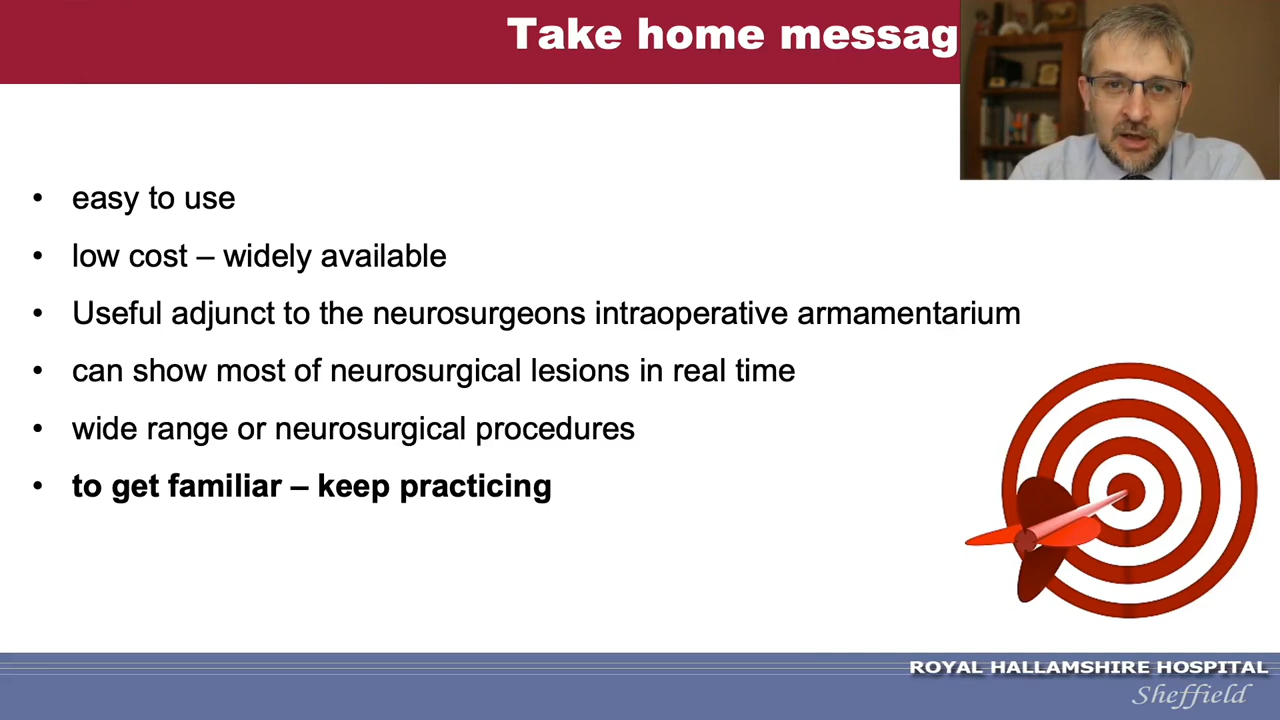 Take home messag
• easy to use
• low cost – widely available
• Useful adjunct to the neurosurgeons intraoperative armamentarium
• can show most of neurosurgical lesions in real time
• wide range or neurosurgical procedures
• to get familiar – keep practicing
ROYAL HALLAMSHIRE HOSPITAL
Sheffield